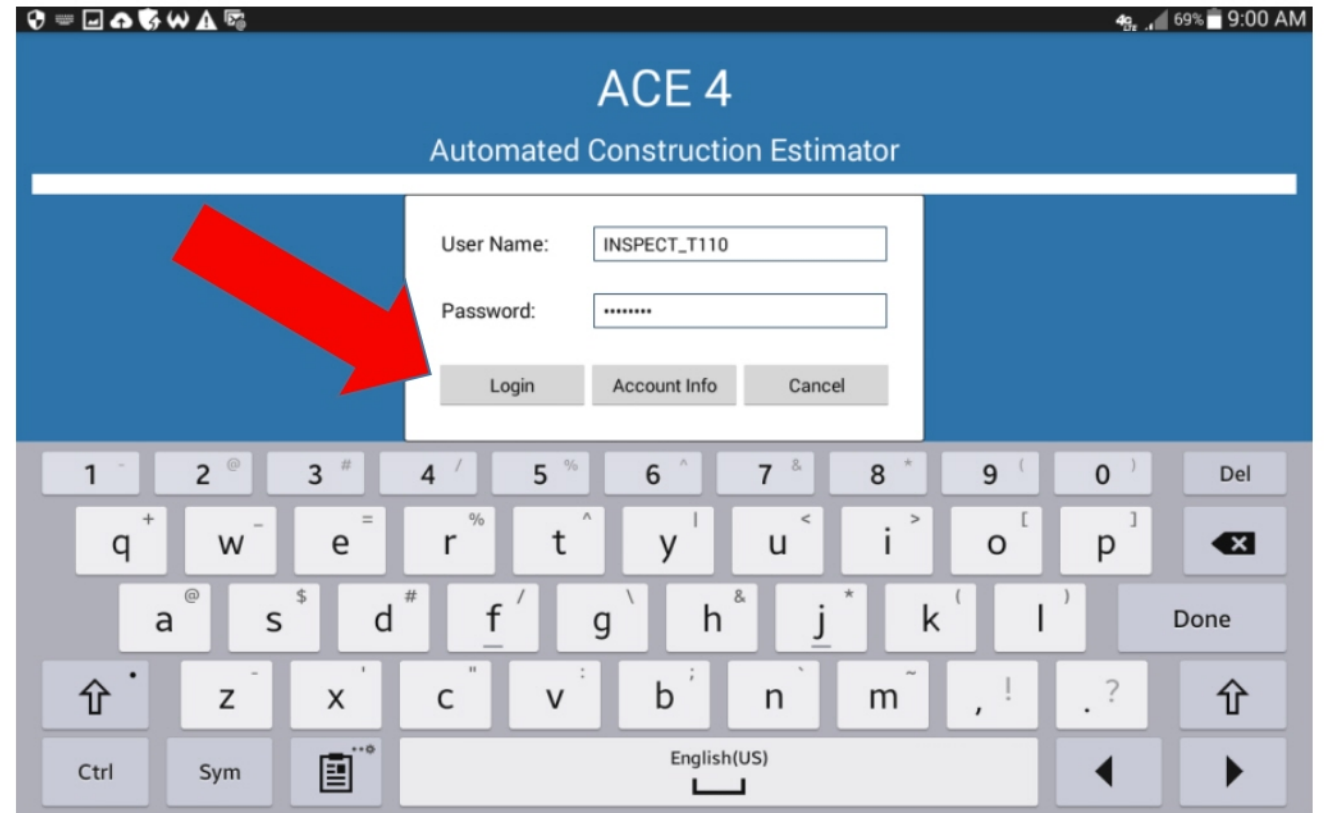 4G LTE 69% 9:00 AM
ACE 4
Automated Construction Estimator
User Name: INSPECT_T110
Password: ••••••••
Login Account Info Cancel
1 - 2 @ 3 # 4 / 5 % 6 ^ 7 & 8 * 9 ( 0 ) Del
q + w _ e = r % t ^ y | u < i > o [ p ]
a @ s $ d # f / g \ h & j * k ( l ) Done
z - x ' c " v : b ; n ` m ~ , ! . ?
Ctrl Sym English(US)